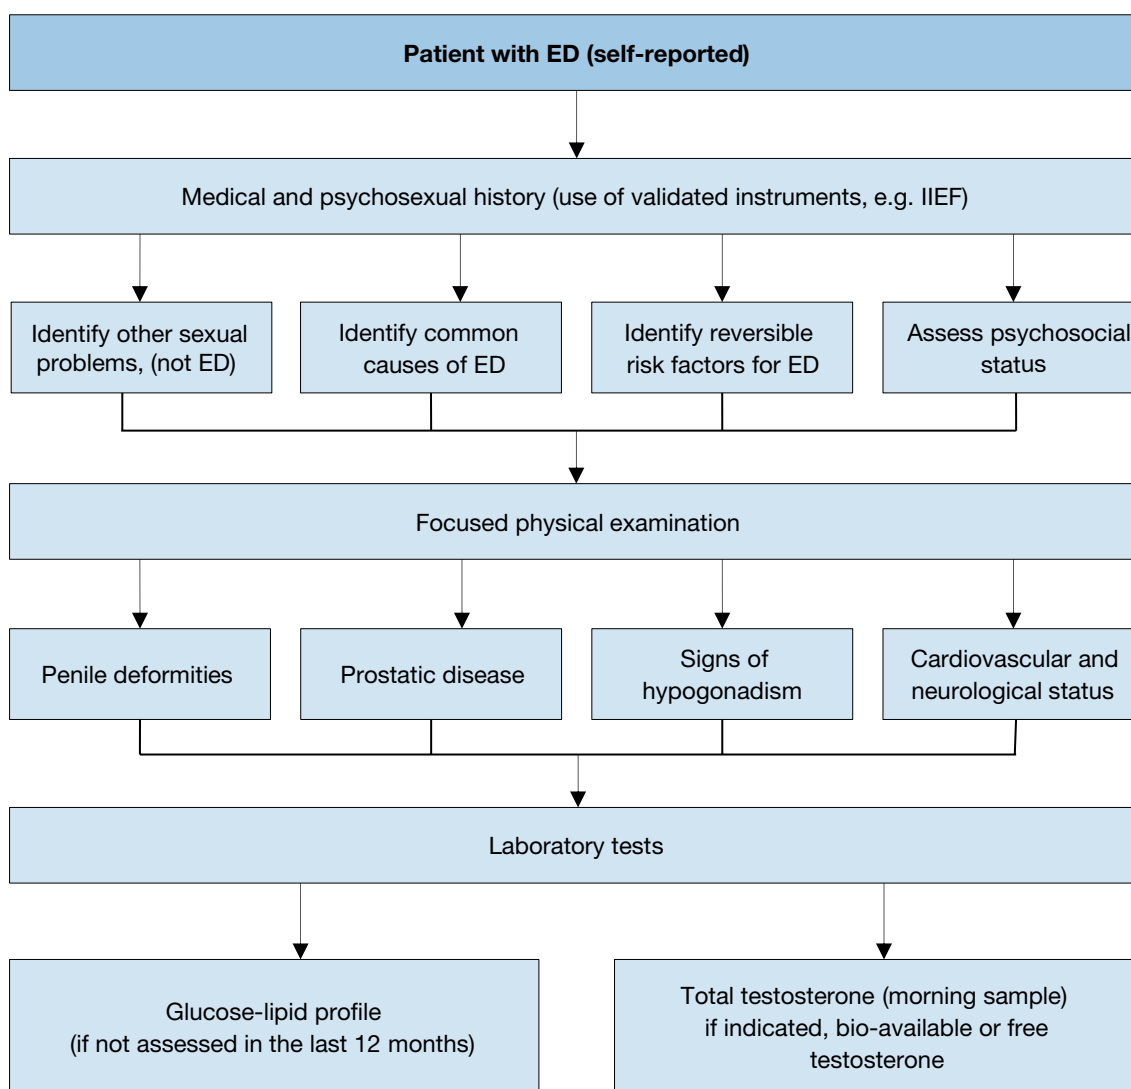 Patient with ED (self-reported)
Medical and psychosexual history (use of validated instruments, e.g. IIEF)
Identify other sexual
problems, (not ED)
Identify common
causes of ED
Identify reversible
risk factors for ED
Assess psychosocial
status
Focused physical examination
Penile deformities
Prostatic disease
Signs of
hypogonadism
Cardiovascular and
neurological status
Laboratory tests
Glucose-lipid profile
(if not assessed in the last 12 months)
Total testosterone (morning sample)
if indicated, bio-available or free
testosterone